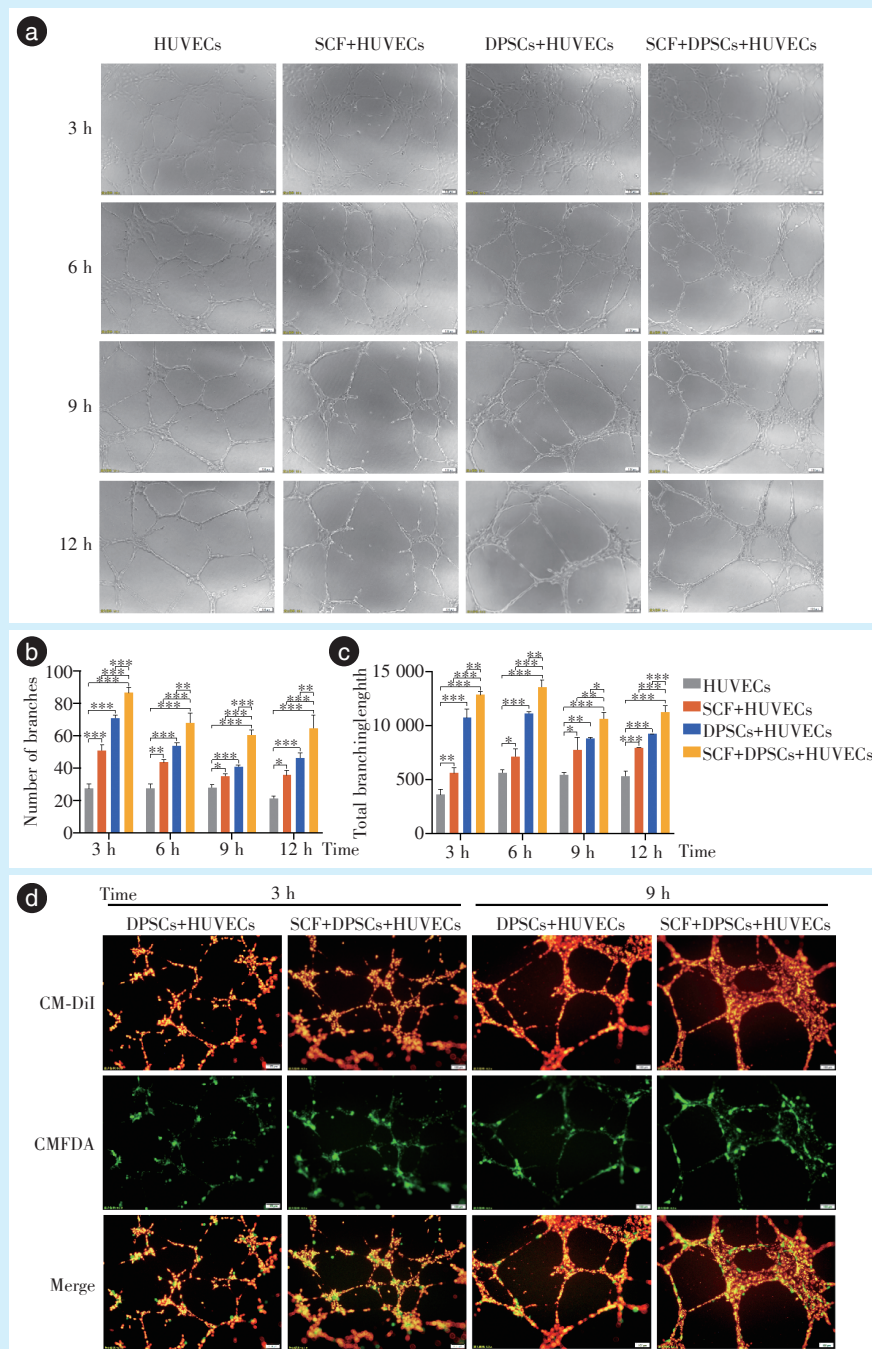 a
HUVECs SCF+HUVECs DPSCs+HUVECs SCF+DPSCs+HUVECs
3 h
6 h
9 h
12 h
b
Number of branches
100
80
60
40
20
0
*** *** *** *** *** ***
** *** *** *** *** **
* *** *** *** *** ***
* *** *** *** *** **
3 h 6 h 9 h 12 h Time
c
Total branchinglenghth
15 000
10 000
500
0
** *** *** *** *** **
* *** *** *** *** **
* ** *** *** ** *
*** *** *** *** *** ***
3 h 6 h 9 h 12 h Time
HUVECs
SCF+HUVECs
DPSCs+HUVECs
SCF+DPSCs+HUVECs
d
Time 3 h 9 h
DPSCs+HUVECs SCF+DPSCs+HUVECs DPSCs+HUVECs SCF+DPSCs+HUVECs
CM-DiI
CMFDA
Merge